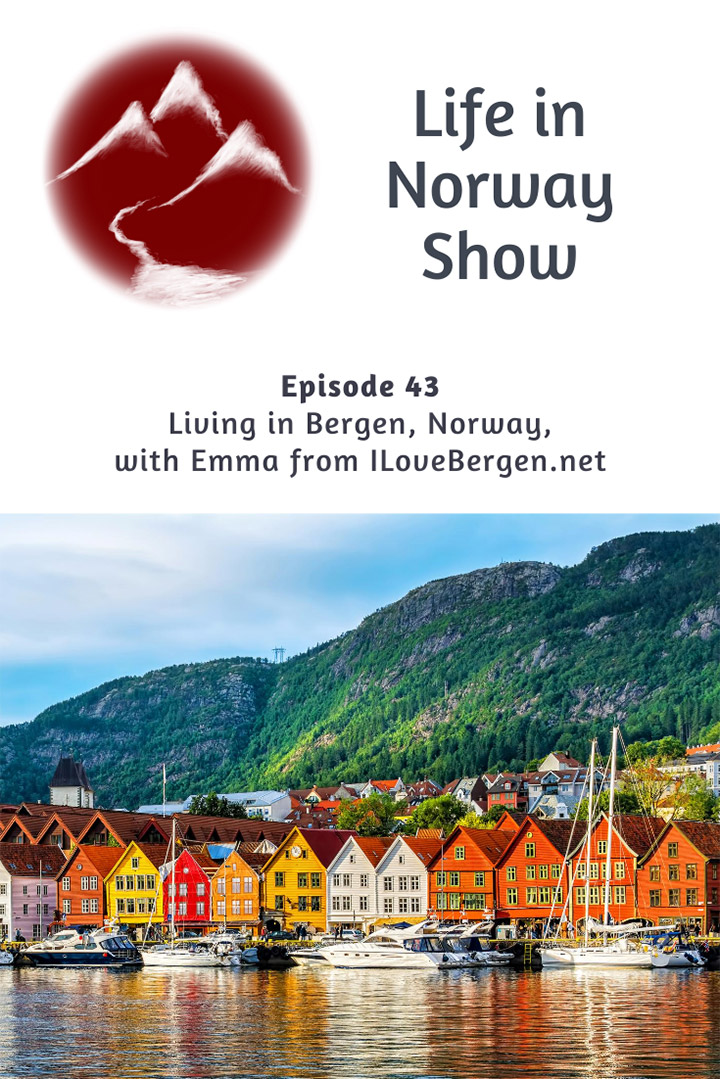 Life in
Norway
Show
Episode 43
Living in Bergen, Norway,
with Emma from ILoveBergen.net